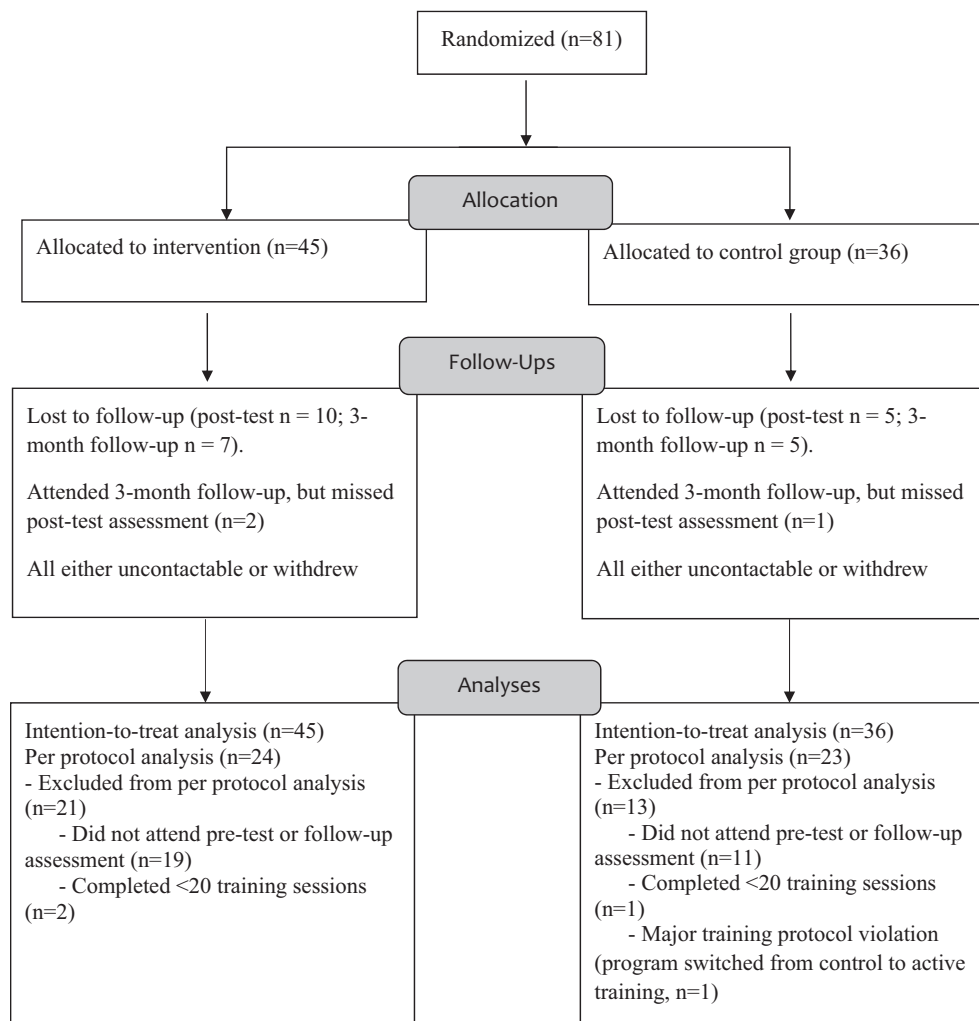 Randomized (n=81)
Allocation
Allocated to intervention (n=45)
Allocated to control group (n=36)
Follow-Ups
Lost to follow-up (post-test n = 10; 3-
month follow-up n = 7).
Attended 3-month follow-up, but missed
post-test assessment (n=2)
All either uncontactable or withdrew
Lost to follow-up (post-test n = 5; 3-
month follow-up n = 5).
Attended 3-month follow-up, but missed
post-test assessment (n=1)
All either uncontactable or withdrew
Analyses
Intention-to-treat analysis (n=45)
Per protocol analysis (n=24)
- Excluded from per protocol analysis
(n=21)
- Did not attend pre-test or follow-up
assessment (n=19)
- Completed <20 training sessions
(n=2)
Intention-to-treat analysis (n=36)
Per protocol analysis (n=23)
- Excluded from per protocol analysis
(n=13)
- Did not attend pre-test or follow-up
assessment (n=11)
- Completed <20 training sessions
(n=1)
- Major training protocol violation
(program switched from control to active
training, n=1)